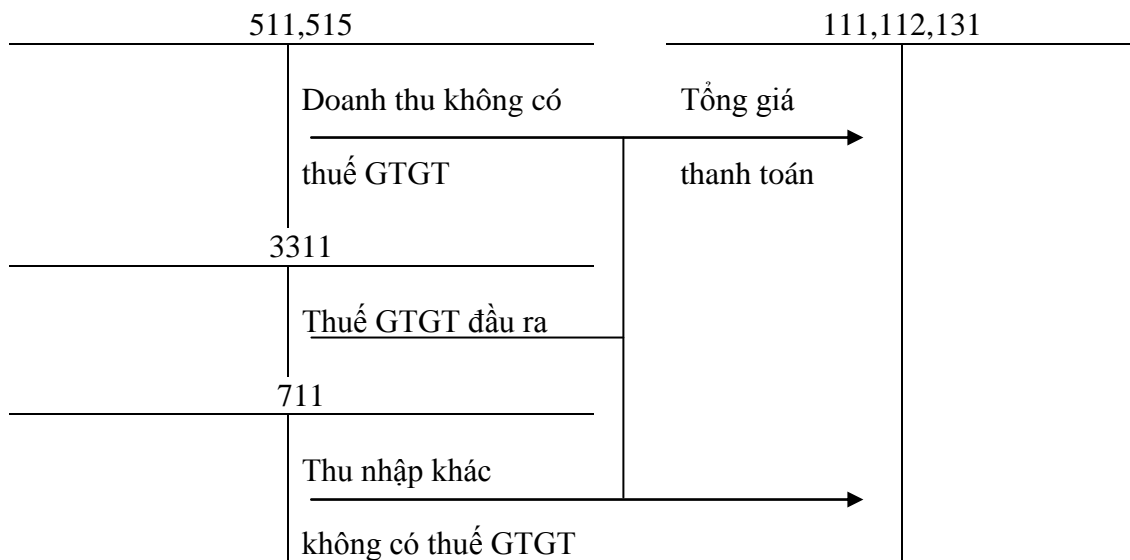 511,515
111,112,131
Doanh thu không có
Tổng giá
thuế GTGT
thanh toán
3311
Thuế GTGT đầu ra
711
Thu nhập khác
không có thuế GTGT